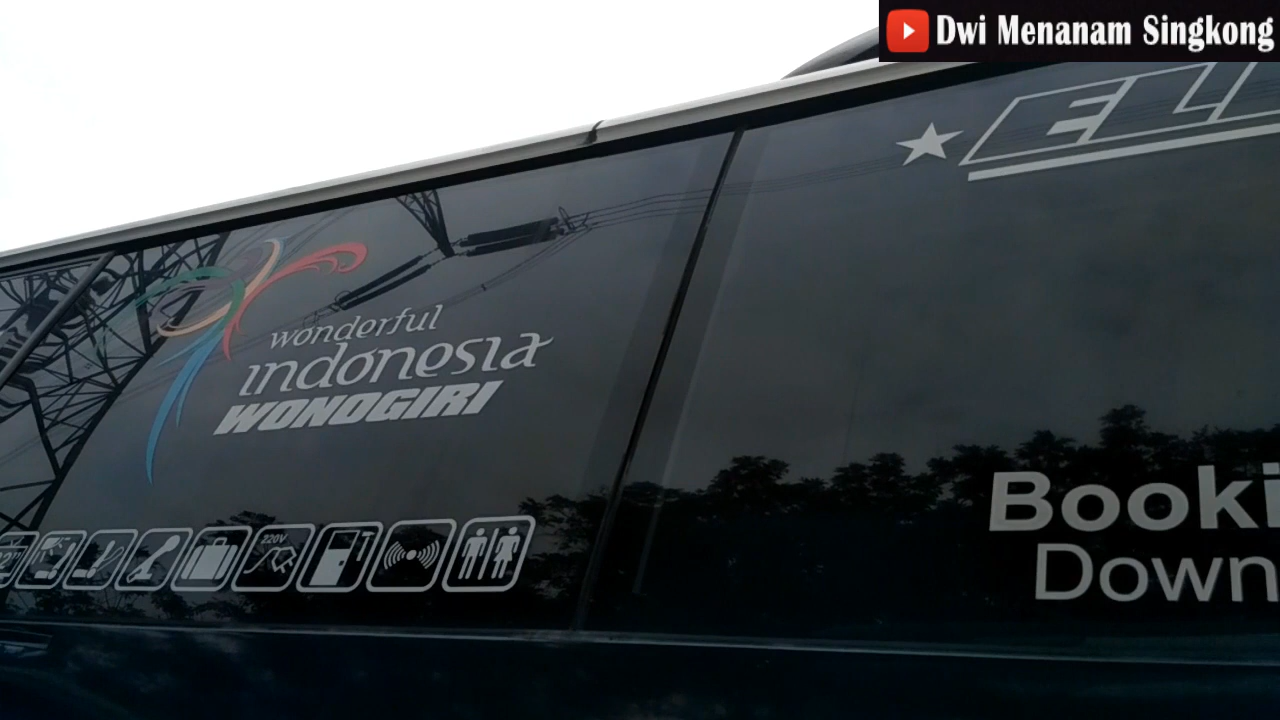 Dwi Menanam Singkong
wonderful
indonesia
WONOGIRI
220V
Booki
Down